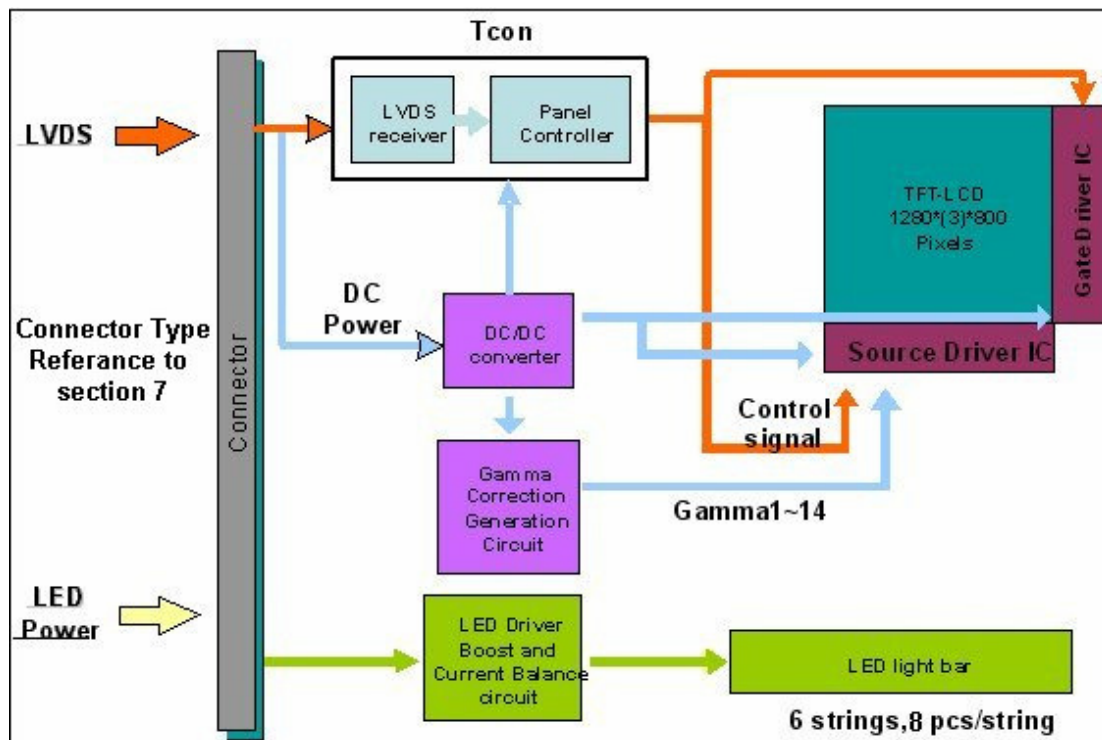 Tcon
LVDS
LVDS
receiver
Panel
Controller
TFT-LCD
1280*(3)*800
Pixels
Gate Driver IC
Source Driver IC
DC
Power
DC/DC
converter
Connector Type
Referance to
section 7
Connector
Control
signal
Gamma
Correction
Generation
Circuit
Gamma1~14
LED
Power
LED Driver
Boost and
Current Balance
circuit
LED light bar
6 strings,8 pcs/string